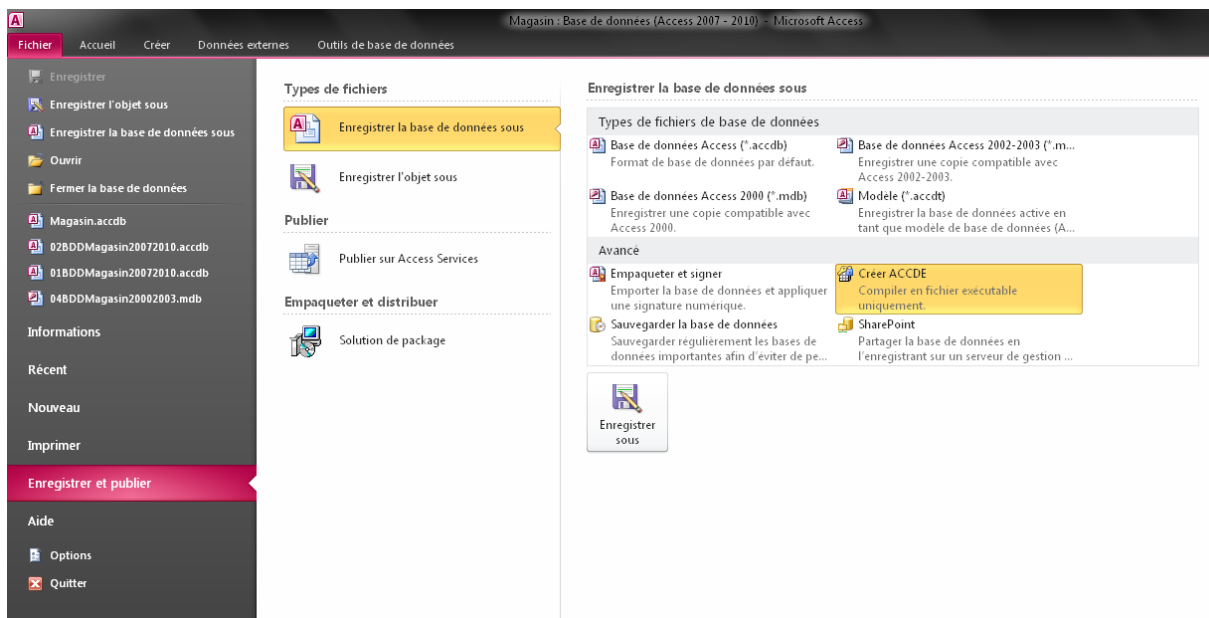 Magasin : Base de données (Access 2007 - 2010) - Microsoft Access
Fichier Accueil Créer Données externes Outils de base de données
Enregistrer
Enregistrer l'objet sous
Enregistrer la base de données sous
Ouvrir
Fermer la base de données
Magasin.accdb
02BDDMagasin20072010.accdb
01BDDMagasin20072010.accdb
04BDDMagasin20002003.mdb
Informations
Récent
Nouveau
Imprimer
Enregistrer et publier
Aide
Options
Quitter
Types de fichiers
Enregistrer la base de données sous
Enregistrer l'objet sous
Publier
Publier sur Access Services
Empaqueter et distribuer
Solution de package
Enregistrer la base de données sous
Types de fichiers de base de données
Base de données Access (*.accdb)
Format de base de données par défaut.
Base de données Access 2002-2003 (*.m...
Enregistrer une copie compatible avec
Access 2002-2003.
Base de données Access 2000 (*.mdb)
Enregistrer une copie compatible avec
Access 2000.
Modèle (*.accdt)
Enregistrer la base de données active en
tant que modèle de base de données (A...
Avancé
Empaqueter et signer
Emporter la base de données et appliquer
une signature numérique.
Créer ACCDE
Compiler en fichier exécutable
uniquement.
Sauvegarder la base de données
Sauvegarder régulièrement les bases de
données importantes afin d'éviter de pe...
SharePoint
Partager la base de données en
l'enregistrant sur un serveur de gestion ...
Enregistrer
sous